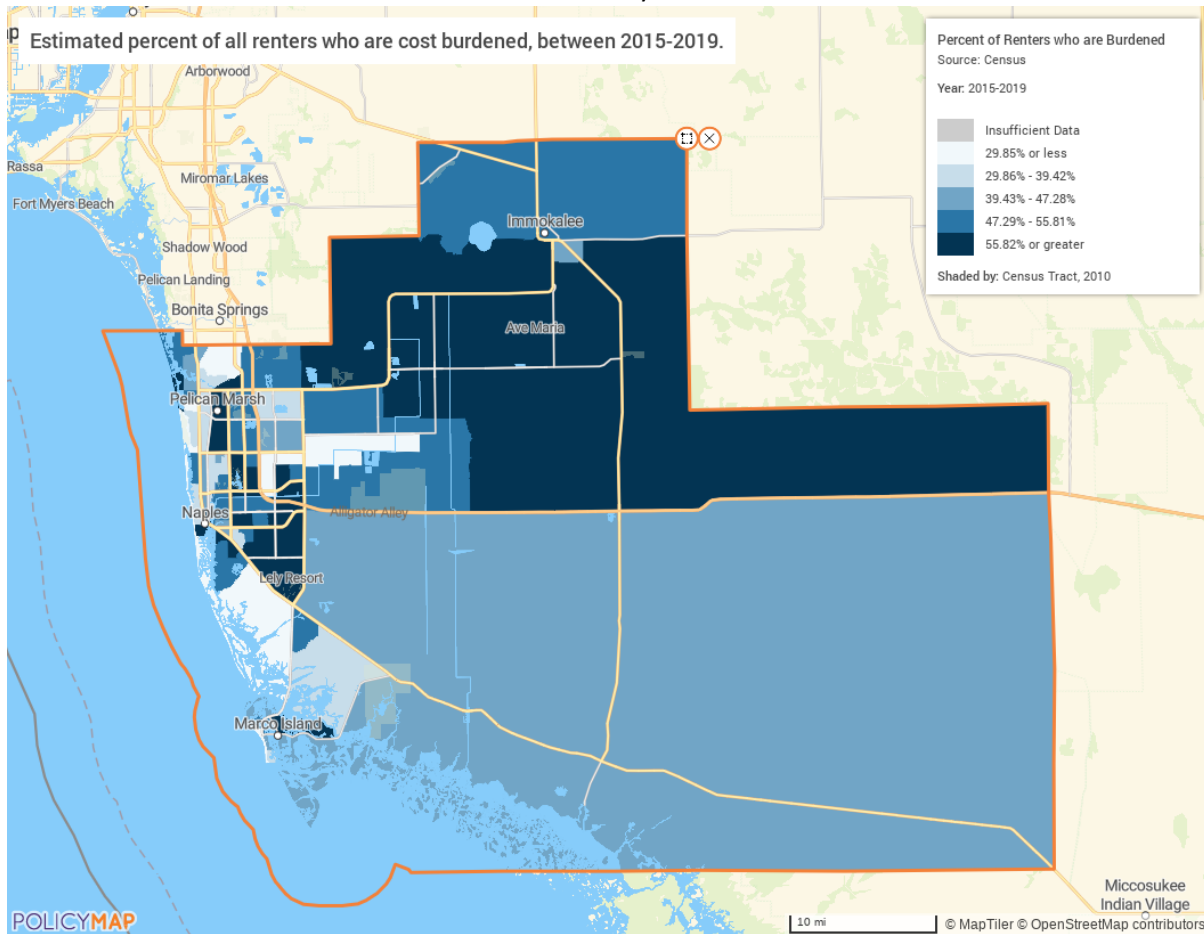 Estimated percent of all renters who are cost burdened, between 2015-2019.
Percent of Renters who are Burdened
Source: Census
Year: 2015-2019
Insufficient Data
29.85% or less
29.86% - 39.42%
39.43% - 47.28%
47.29% - 55.81%
55.82% or greater
Shaded by: Census Tract, 2010
Arborwood
Rassa
Miromar Lakes
Fort Myers Beach
Immokalee
Shadow Wood
Pelican Landing
Bonita Springs
Ave Maria
Pelican Marsh
Naples
Alligator Alley
Lely Resort
Marco Island
Miccosukee
Indian Village
POLICYMAP
10 mi
© MapTiler © OpenStreetMap contributors